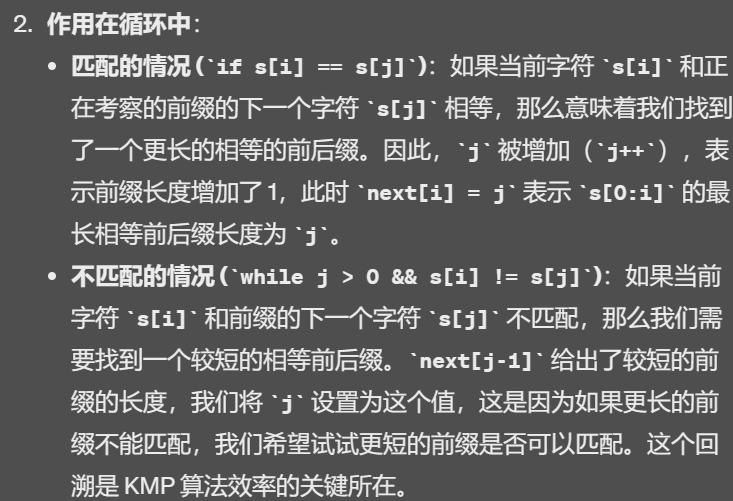 2. 作用在循环中：
• 匹配的情况(`if s[i] == s[j]`)：如果当前字符 `s[i]` 和正
在考察的前缀的下一个字符 `s[j]` 相等，那么意味着我们找到
了一个更长的相等的前后缀。因此，`j` 被增加（`j++`），表
示前缀长度增加了 1，此时 `next[i] = j` 表示 `s[0:i]` 的最
长相等前后缀长度为 `j`。
• 不匹配的情况(`while j > 0 && s[i] != s[j]`)：如果当前
字符 `s[i]` 和前缀的下一个字符 `s[j]` 不匹配，那么我们需
要找到一个较短的相等前后缀。`next[j-1]` 给出了较短的前
缀的长度，我们将 `j` 设置为这个值，这是因为如果更长的前
缀不能匹配，我们希望试试更短的前缀是否可以匹配。这个回
溯是 KMP 算法效率的关键所在。